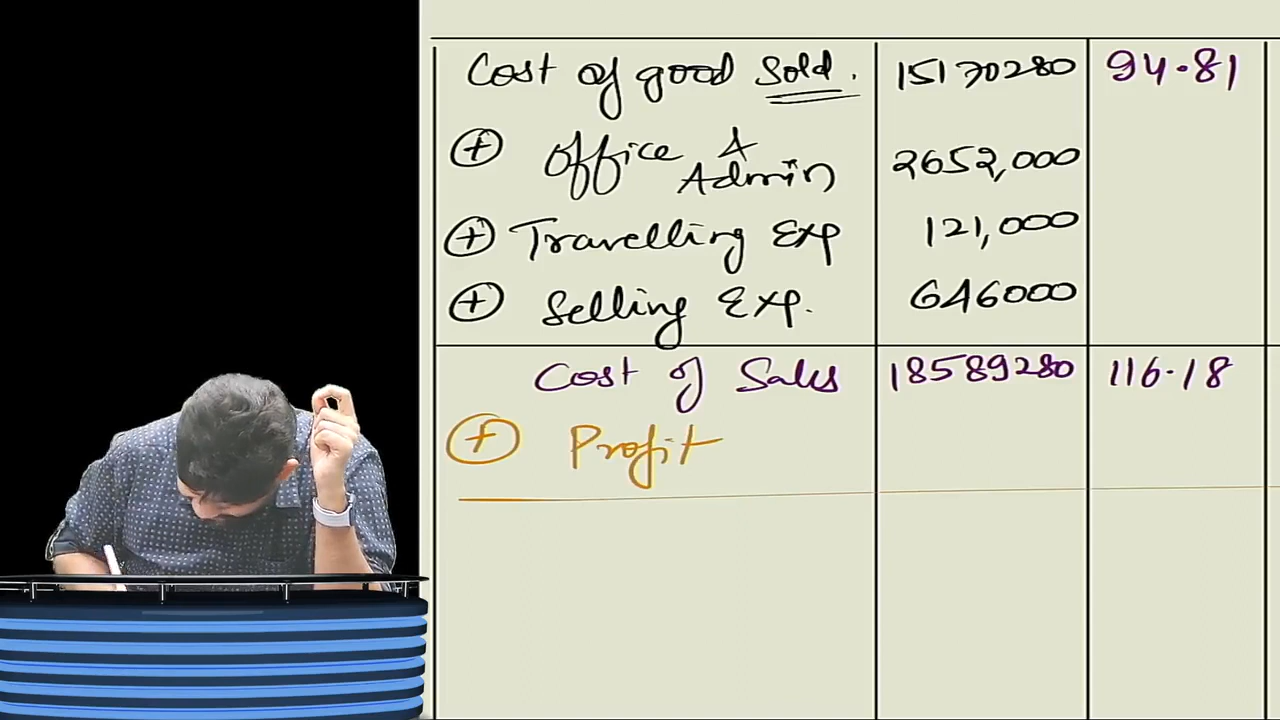 Cost of good Sold. 15170280 94.81
+ Office &
Admin 2652,000
+ Travelling Exp 121,000
+ Selling Exp. 646000
Cost of Sales 18589280 116.18
+ Profit